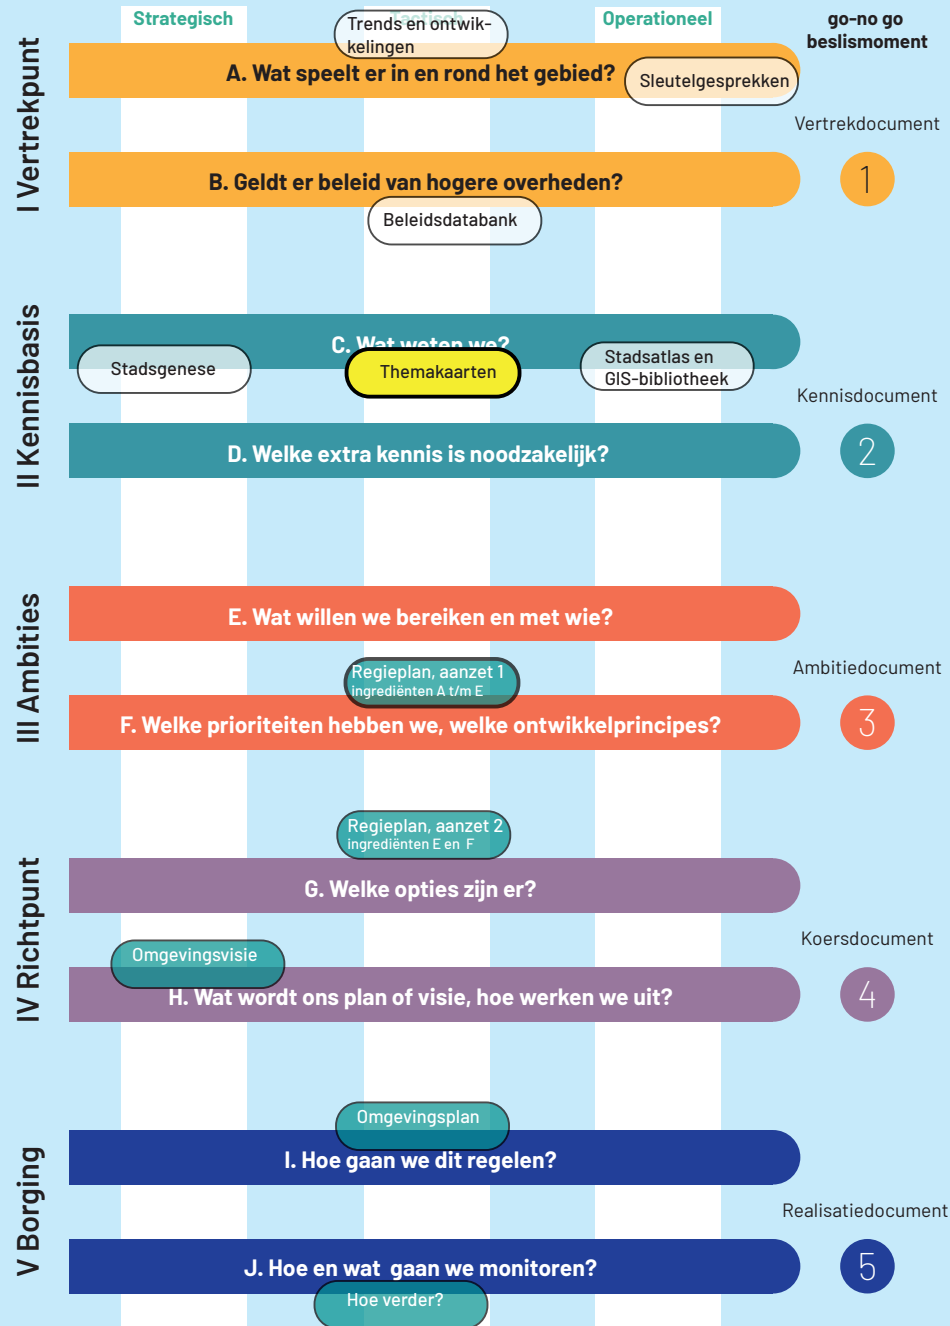 Strategisch
Tactisch
Operationeel
go-no go
beslismoment
Trends en ontwik-
kelingen
I Vertrekpunt
A. Wat speelt er in en rond het gebied?
Sleutelgesprekken
Vertrekdocument
B. Geldt er beleid van hogere overheden?
1
Beleidsdatabank
II Kennisbasis
C. Wat weten we?
Stadsgenese
Themakaarten
Stadsatlas en
GIS-bibliotheek
Kennisdocument
D. Welke extra kennis is noodzakelijk?
2
III Ambities
E. Wat willen we bereiken en met wie?
Regieplan, aanzet 1
ingrediënten A t/m E
Ambitiedocument
F. Welke prioriteiten hebben we, welke ontwikkelprincipes?
3
IV Richtpunt
Regieplan, aanzet 2
ingrediënten E en F
G. Welke opties zijn er?
Koersdocument
Omgevingsvisie
H. Wat wordt ons plan of visie, hoe werken we uit?
4
V Borging
Omgevingsplan
I. Hoe gaan we dit regelen?
Realisatiedocument
J. Hoe en wat gaan we monitoren?
5
Hoe verder?